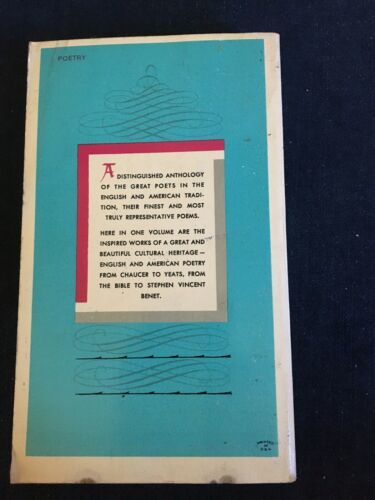 POETRY
A
DISTINGUISHED ANTHOLOGY
OF THE GREAT POETS IN THE
ENGLISH AND AMERICAN TRADI-
TION, THEIR FINEST AND MOST
TRULY REPRESENTATIVE POEMS.
HERE IN ONE VOLUME ARE THE
INSPIRED WORKS OF A GREAT AND
BEAUTIFUL CULTURAL HERITAGE—
ENGLISH AND AMERICAN POETRY
FROM CHAUCER TO YEATS, FROM
THE BIBLE TO STEPHEN VINCENT
BENET.
PRINTED
IN
U.S.A.